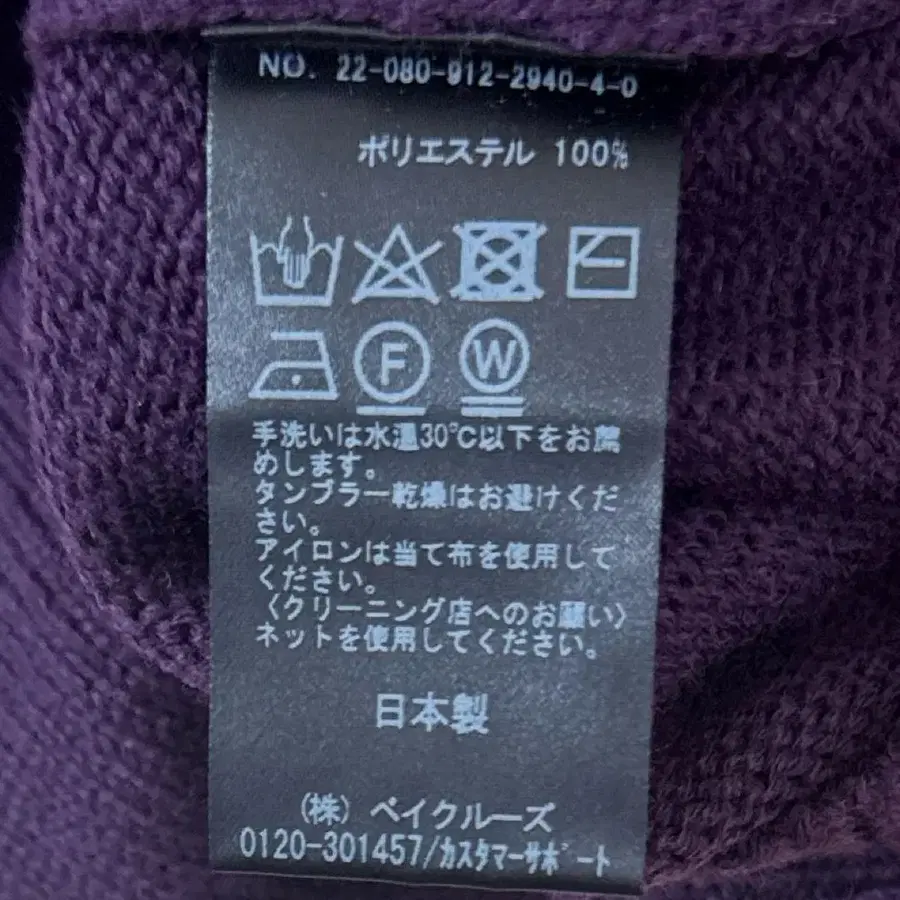 NO. 22-080-912-2940-4-0
ポリエステル 100%
F W
手洗いは水温30℃以下をお薦
めします。
タンブラー乾燥はお避けくだ
さい。
アイロンは当て布を使用して
ください。
〈クリーニング店へのお願い〉
ネットを使用してください。
日本製
(株) ベイクルーズ
0120-301457/カスタマーサポート